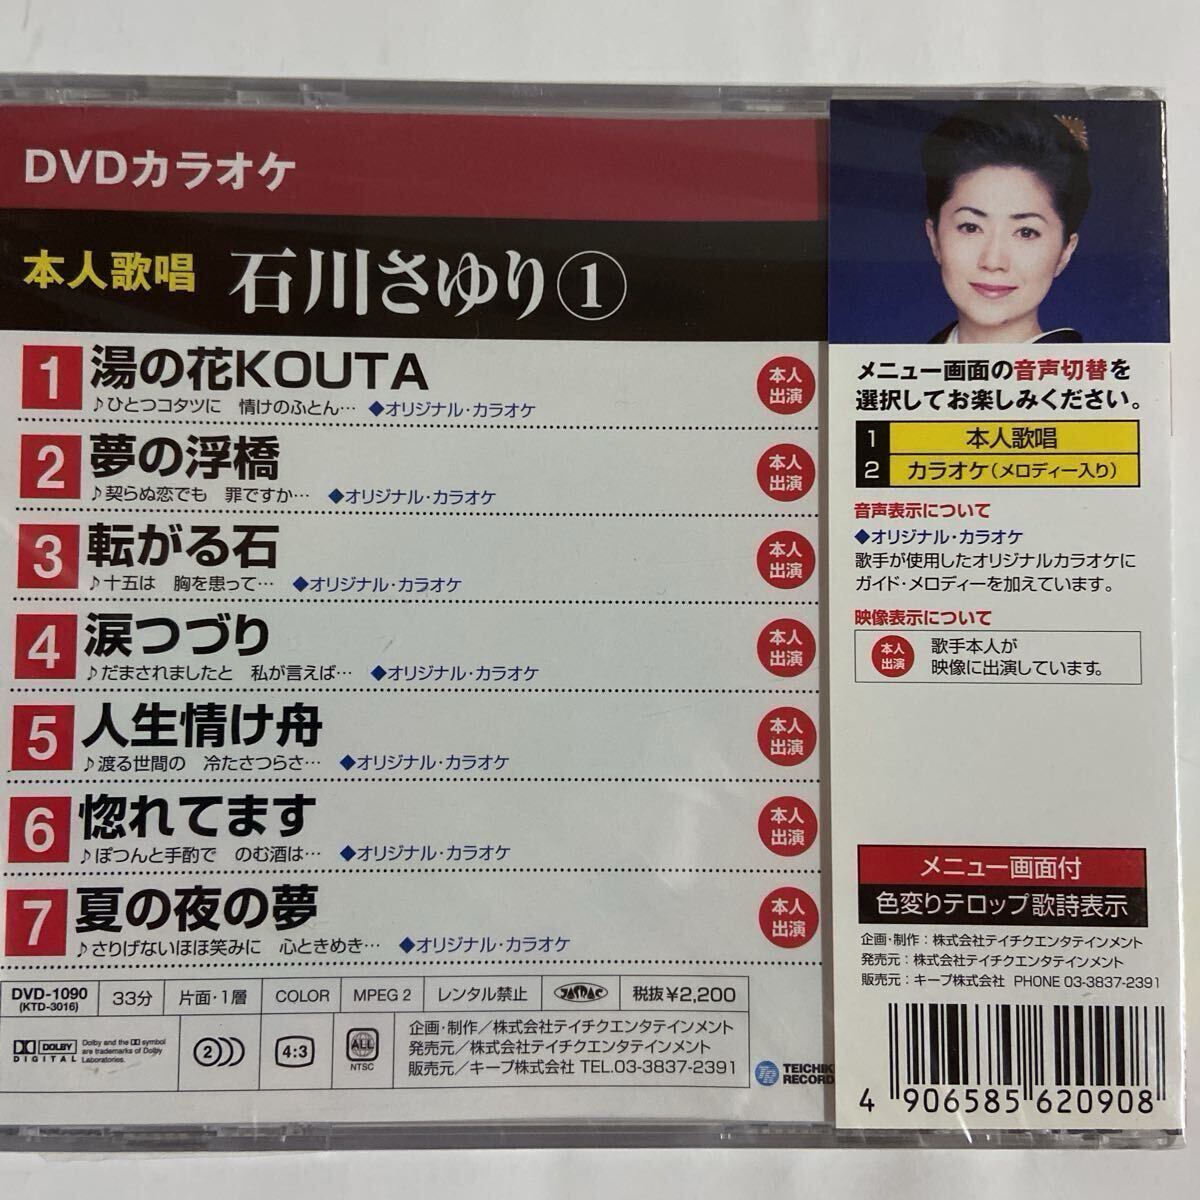 DVDカラオケ
本人歌唱 石川さゆり①
1 湯の花KOUTA
♪ひとつコタツに 情けのふとん… ◆オリジナル・カラオケ
本人
出演
2 夢の浮橋
♪契らぬ恋でも 罪ですか… ◆オリジナル・カラオケ
本人
出演
3 転がる石
♪十五は 胸を患って… ◆オリジナル・カラオケ
本人
出演
4 涙つづり
♪だまされましたと 私が言えば… ◆オリジナル・カラオケ
本人
出演
5 人生情け舟
♪渡る世間の 冷たさつらさ… ◆オリジナル・カラオケ
本人
出演
6 惚れてます
♪ぽつんと手酌で のむ酒は… ◆オリジナル・カラオケ
本人
出演
7 夏の夜の夢
♪さりげないほほ笑みに 心ときめき… ◆オリジナル・カラオケ
本人
出演
DVD-1090
(KTD-3016)
33分
片面・1層
COLOR
MPEG 2
レンタル禁止
JASRAC
税抜¥2,200
DOLBY
DIGITAL
Dolby and the DD symbol
are trademarks of Dolby
Laboratories.
2
4:3
ALL
NTSC
企画・制作／株式会社テイチクエンタテインメント
発売元／株式会社テイチクエンタテインメント
販売元／キープ株式会社 TEL.03-3837-2391
TEICHIK
RECORD
メニュー画面の音声切替を
選択してお楽しみください。
1 本人歌唱
2 カラオケ(メロディー入り)
音声表示について
◆オリジナル・カラオケ
歌手が使用したオリジナルカラオケに
ガイド・メロディーを加えています。
映像表示について
本人
出演
歌手本人が
映像に出演しています。
メニュー画面付
色変りテロップ歌詩表示
企画・制作：株式会社テイチクエンタテインメント
発売元：株式会社テイチクエンタテインメント
販売元：キープ株式会社 PHONE 03-3837-2391
4 906585 620908